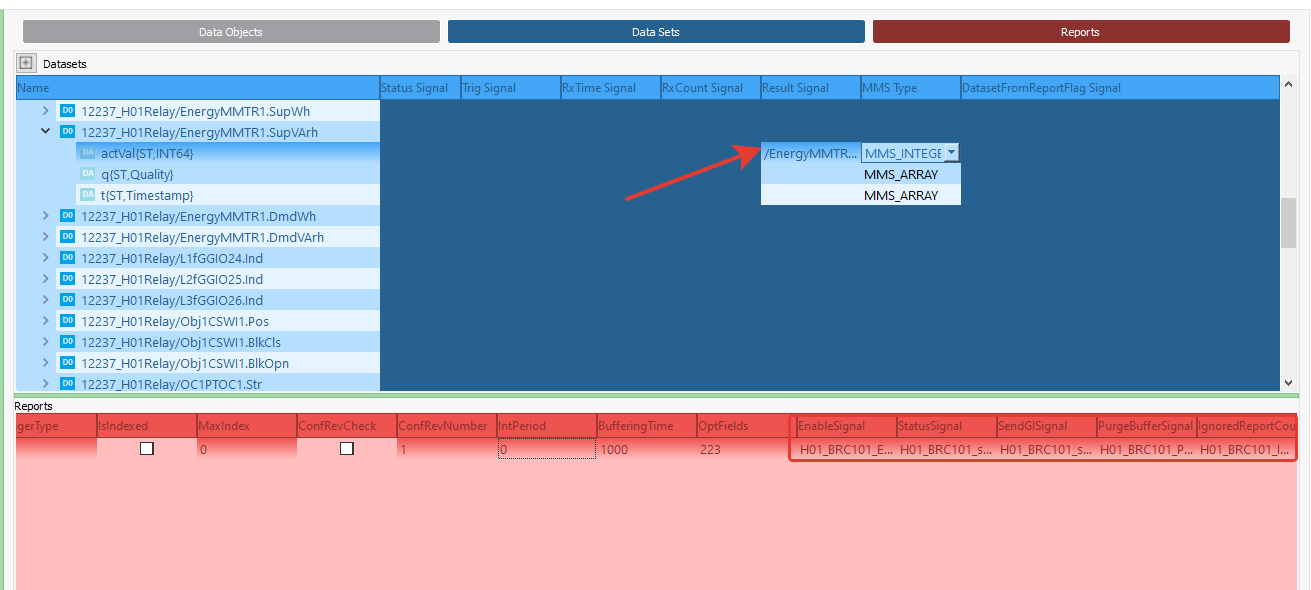 Data Objects Data Sets Reports
Datasets
Name Status Signal Trig Signal RxTime Signal RxCount Signal Result Signal MMS Type DatasetFromReportFlag Signal
DO 12237_H01Relay/EnergyMMTR1.SupWh
DO 12237_H01Relay/EnergyMMTR1.SupVArh
DA actVal{ST,INT64} /EnergyMMTR... MMS_INTEGE
DA q{ST,Quality} MMS_ARRAY
DA t{ST,Timestamp} MMS_ARRAY
DO 12237_H01Relay/EnergyMMTR1.DmdWh
DO 12237_H01Relay/EnergyMMTR1.DmdVArh
DO 12237_H01Relay/L1fGGIO24.Ind
DO 12237_H01Relay/L2fGGIO25.Ind
DO 12237_H01Relay/L3fGGIO26.Ind
DO 12237_H01Relay/Obj1CSWI1.Pos
DO 12237_H01Relay/Obj1CSWI1.BlkCls
DO 12237_H01Relay/Obj1CSWI1.BlkOpn
DO 12237_H01Relay/OC1PTOC1.Str
Reports
gerType IsIndexed MaxIndex ConfRevCheck ConfRevNumber IntPeriod BufferingTime OptFields EnableSignal StatusSignal SendGISignal PurgeBufferSignal IgnoredReportCou
0 1 0 1000 223 H01_BRC101_E... H01_BRC101_s... H01_BRC101_s... H01_BRC101_P... H01_BRC101_I...